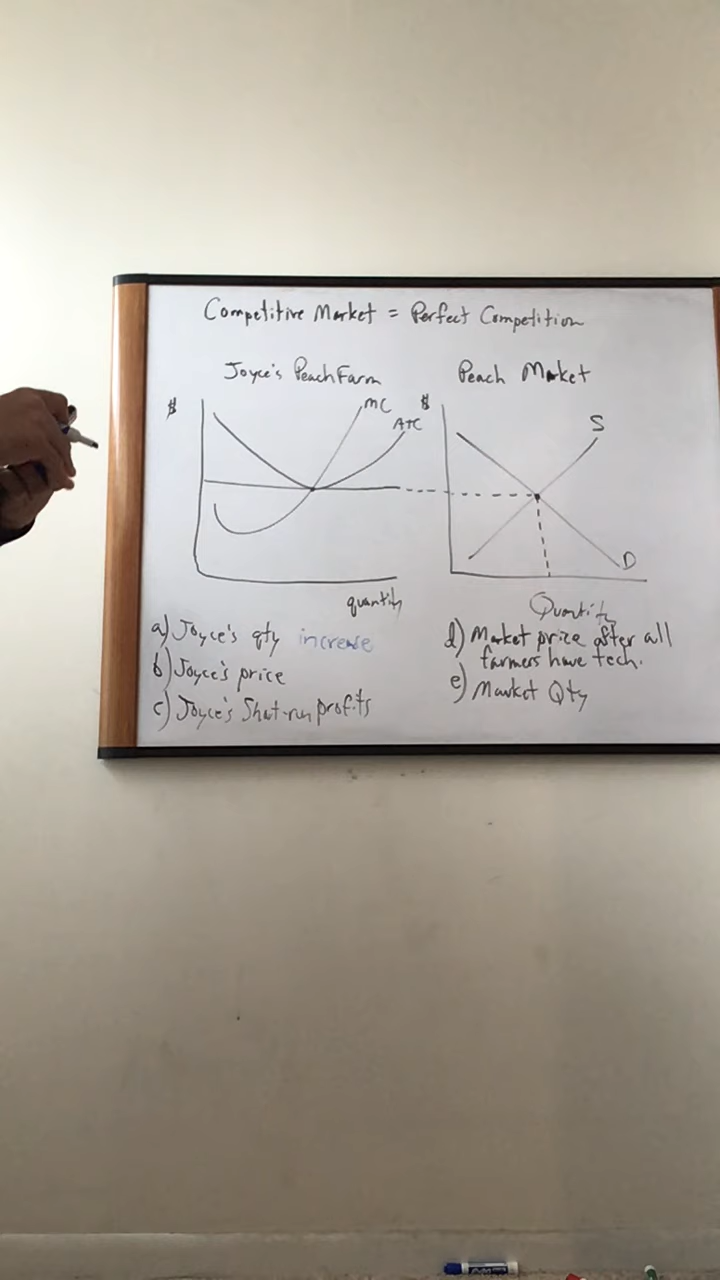 Competitive Market = Perfect Competition
Joyce's Peach Farm
Peach Market
$
MC
ATC
quantity
$
S
D
Quantity
a) Joyce's qty increase
b) Joyce's price
c) Joyce's Short-run profits
d) Market price after all
farmers have tech.
e) Market Qty